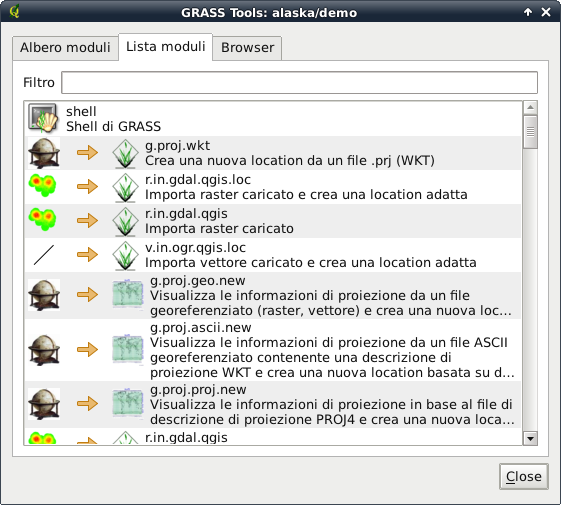 GRASS Tools: alaska/demo
Albero moduli
Lista moduli
Browser
Filtro
shell
Shell di GRASS
g.proj.wkt
Crea una nuova location da un file .prj (WKT)
r.in.gdal.qgis.loc
Importa raster caricato e crea una location adatta
r.in.gdal.qgis
Importa raster caricato
v.in.ogr.qgis.loc
Importa vettore caricato e crea una location adatta
g.proj.geo.new
Visualizza le informazioni di proiezione da un file
georeferenziato (raster, vettore) e crea una nuova loc...
g.proj.ascii.new
Visualizza le informazioni di proiezione da un file ASCII
georeferenziato contenente una descrizione di
proiezione WKT e crea una nuova location basata su d...
g.proj.proj.new
Visualizza le informazioni di proiezione in base al file di
descrizione di proiezione PROJ4 e crea una nuova loca...
r.in.gdal.qgis
Close